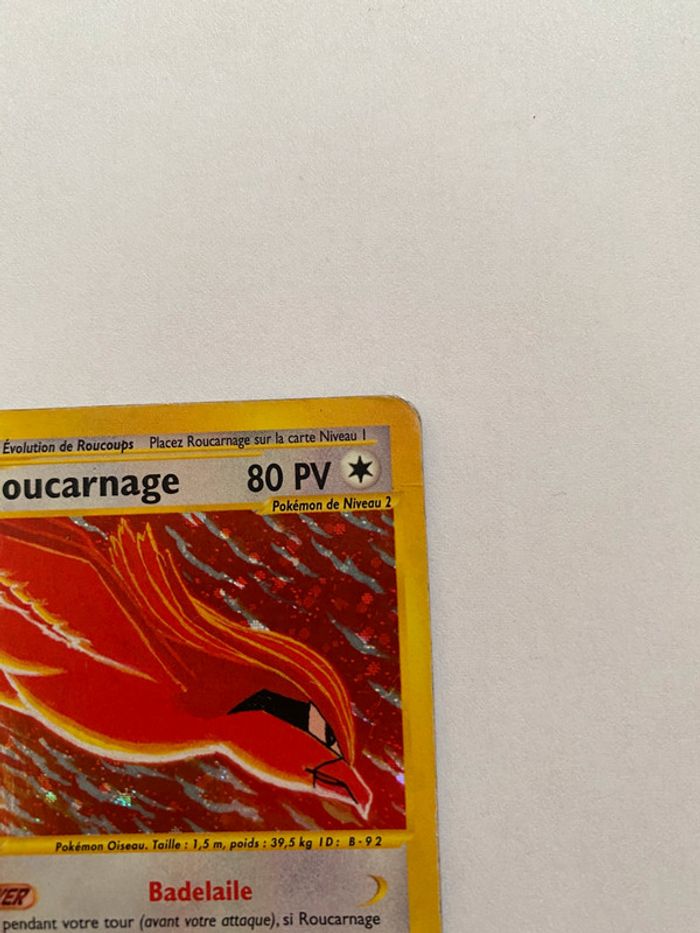 Évolution de Roucoups Placez Roucarnage sur la carte Niveau 1
oucarnage 80 PV
Pokémon de Niveau 2
Pokémon Oiseau. Taille : 1,5 m, poids : 39,5 kg ID: B-92
ER Badelaile
pendant votre tour (avant votre attaque), si Roucarnage